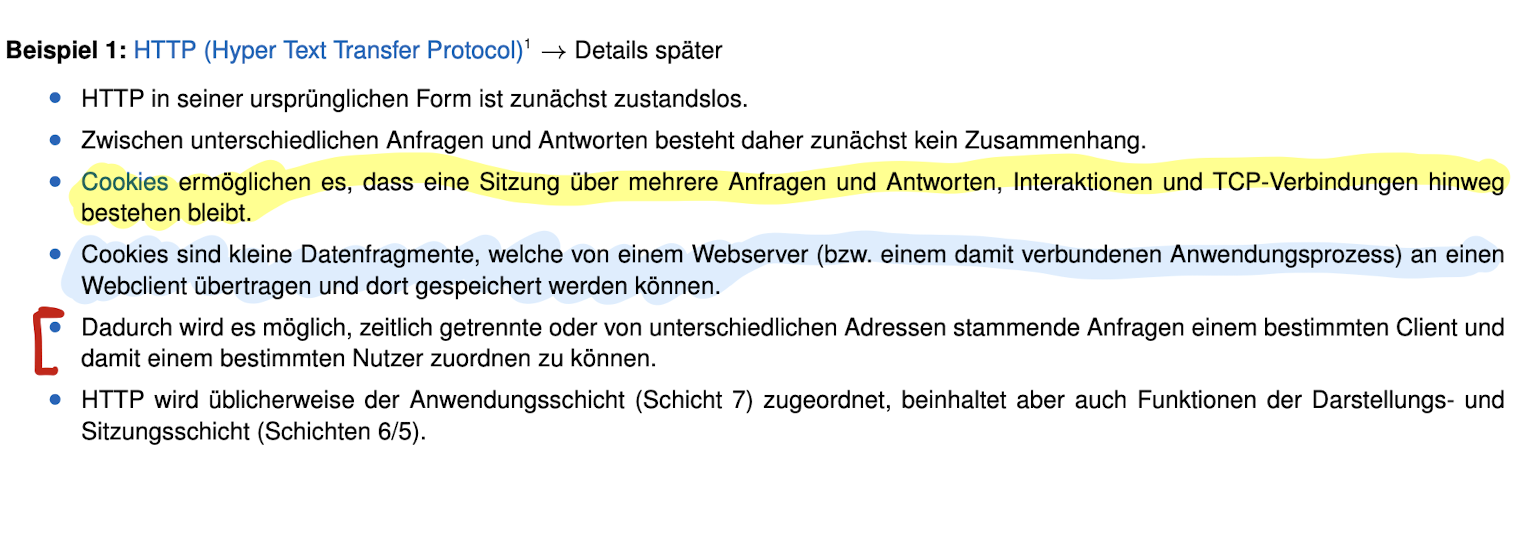 Beispiel 1: HTTP (Hyper Text Transfer Protocol)¹ → Details später
• HTTP in seiner ursprünglichen Form ist zunächst zustandslos.
• Zwischen unterschiedlichen Anfragen und Antworten besteht daher zunächst kein Zusammenhang.
• Cookies ermöglichen es, dass eine Sitzung über mehrere Anfragen und Antworten, Interaktionen und TCP-Verbindungen hinweg
bestehen bleibt.
• Cookies sind kleine Datenfragmente, welche von einem Webserver (bzw. einem damit verbundenen Anwendungsprozess) an einen
Webclient übertragen und dort gespeichert werden können.
• Dadurch wird es möglich, zeitlich getrennte oder von unterschiedlichen Adressen stammende Anfragen einem bestimmten Client und
damit einem bestimmten Nutzer zuordnen zu können.
• HTTP wird üblicherweise der Anwendungsschicht (Schicht 7) zugeordnet, beinhaltet aber auch Funktionen der Darstellungs- und
Sitzungsschicht (Schichten 6/5).